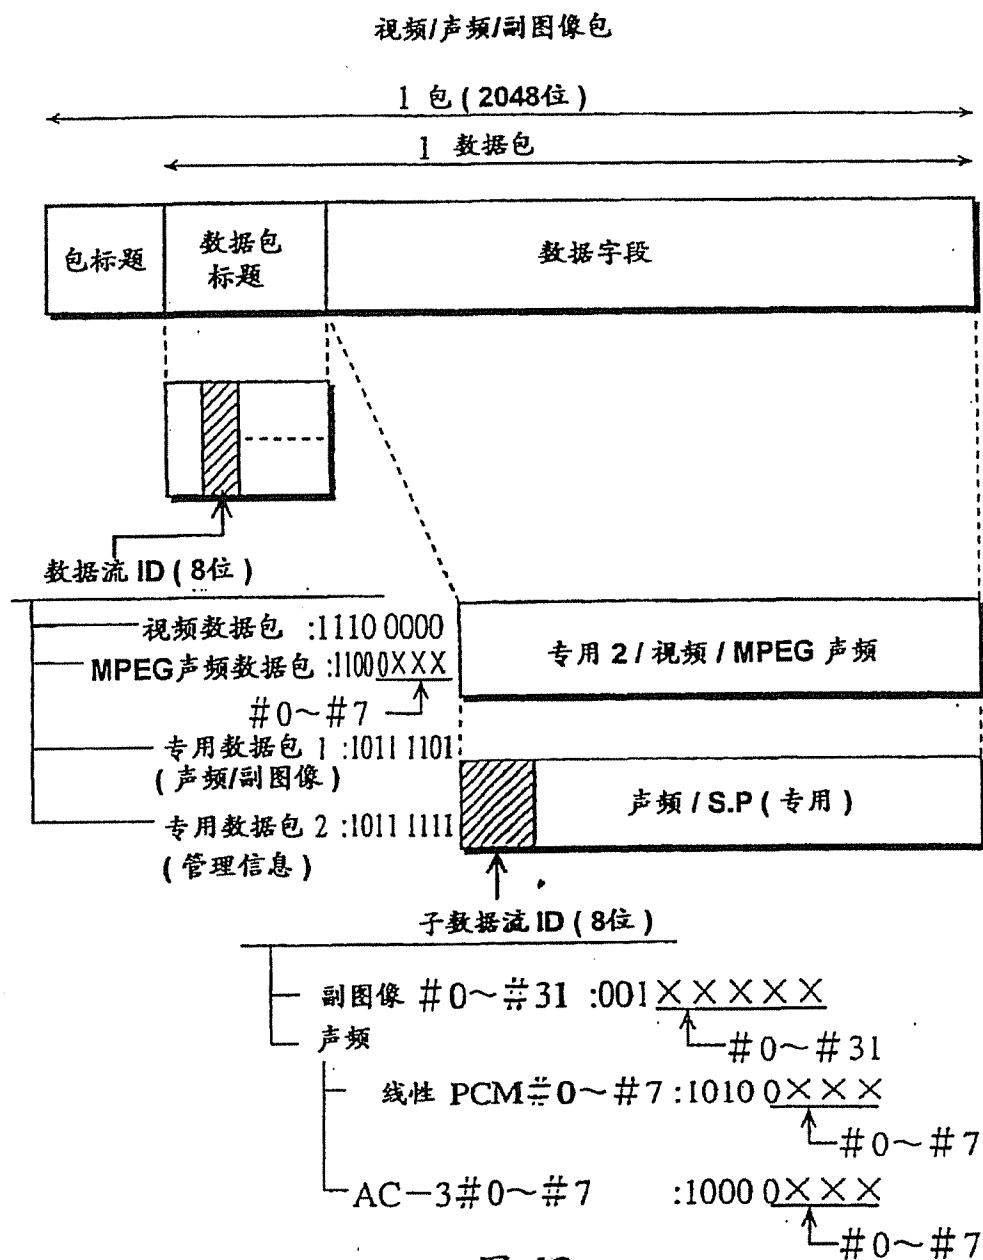 视频/声频/副图像包
1 包 ( 2048位 )
1 数据包
包标题
数据包
标题
数据字段
数据流 ID ( 8位 )
视频数据包 :1110 0000
MPEG声频数据包 :11000XXX
#0～#7
专用数据包 1 :1011 1101
( 声频/副图像 )
专用数据包 2 :1011 1111
( 管理信息 )
专用 2 / 视频 / MPEG 声频
声频 / S.P ( 专用 )
子数据流 ID ( 8位 )
副图像 #0～#31 :001XXXXX
#0～#31
声频
线性 PCM#0～#7 :10100XXX
#0～#7
AC-3#0～#7 :10000XXX
#0～#7